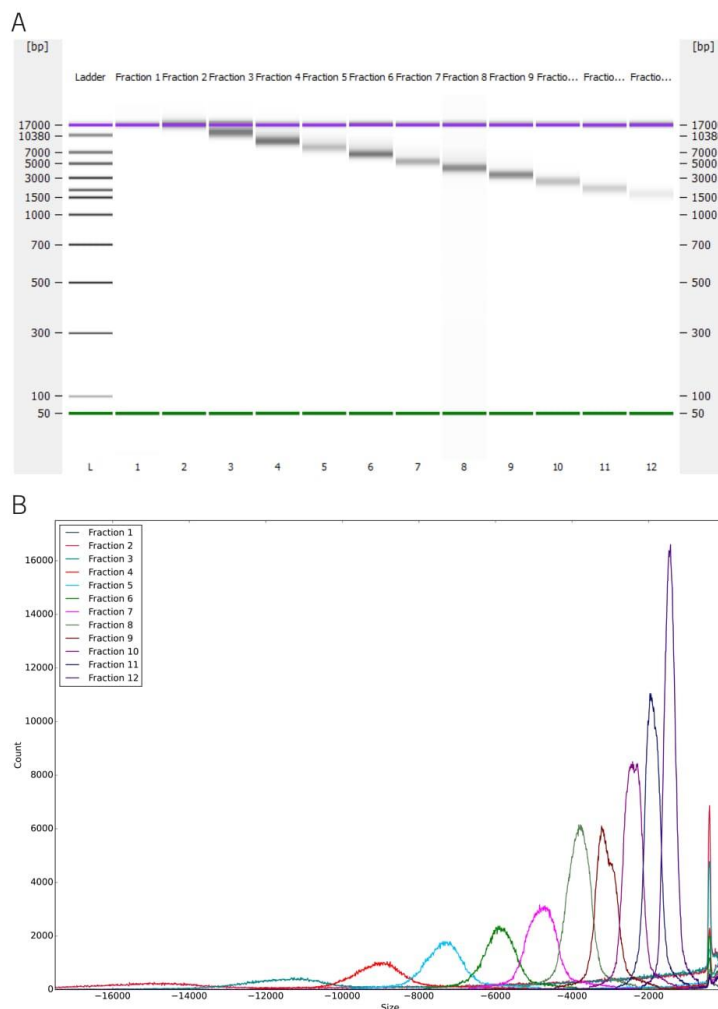 A
[bp] [bp]
Ladder Fraction 1 Fraction 2 Fraction 3 Fraction 4 Fraction 5 Fraction 6 Fraction 7 Fraction 8 Fraction 9 Fractio... Fractio... Fractio...
17000 17000
10380 10380
7000 7000
5000 5000
3000 3000
1500 1500
1000 1000
700 700
500 500
300 300
100 100
50 50
L 1 2 3 4 5 6 7 8 9 10 11 12
B
Fraction 1
Fraction 2
Fraction 3
Fraction 4
Fraction 5
Fraction 6
Fraction 7
Fraction 8
Fraction 9
Fraction 10
Fraction 11
Fraction 12
16000
14000
12000
10000
8000
6000
4000
2000
0
Count
−16000 −14000 −12000 −10000 −8000 −6000 −4000 −2000
Size